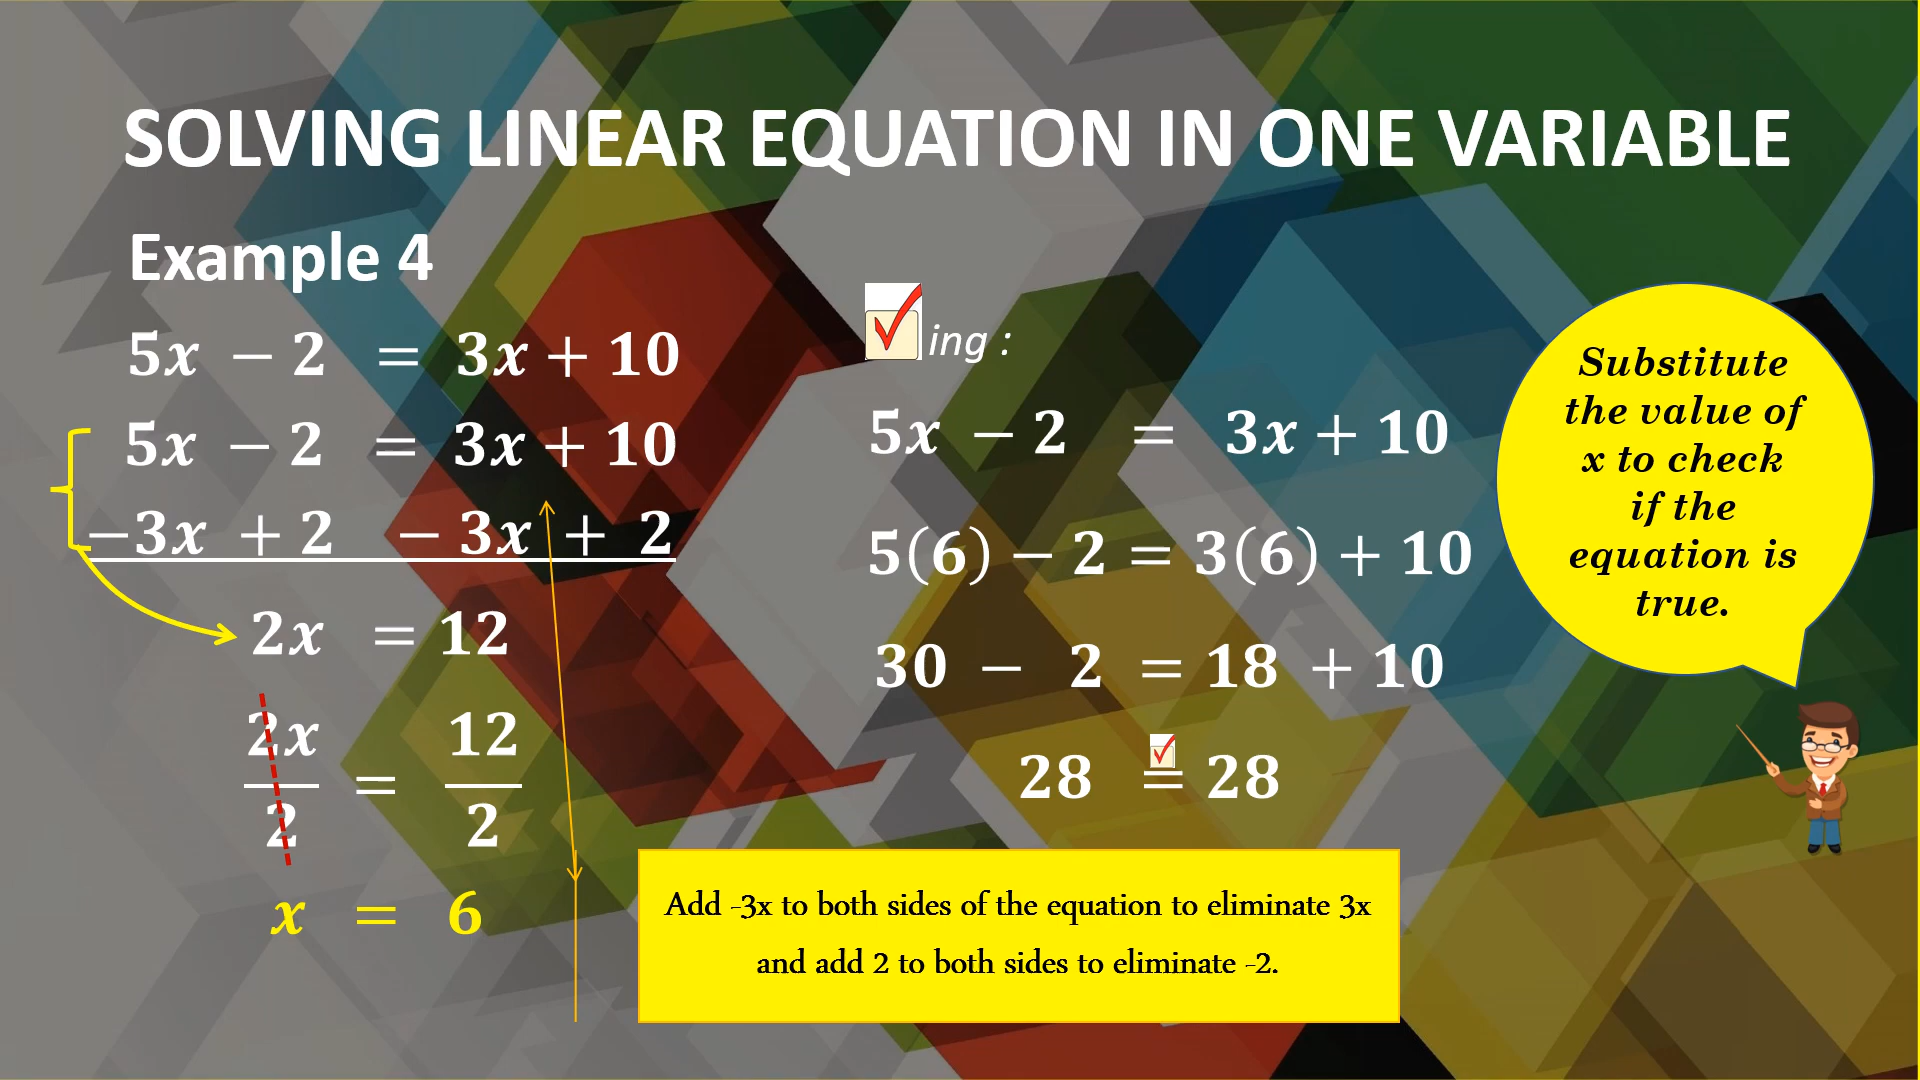 SOLVING LINEAR EQUATION IN ONE VARIABLE
Example 4
5x − 2 = 3x + 10
5x − 2 = 3x + 10
−3x + 2 − 3x + 2
2x = 12
2x/2 = 12/2
x = 6
ing :
5x − 2 = 3x + 10
5(6) − 2 = 3(6) + 10
30 − 2 = 18 + 10
28 = 28
Substitute
the value of
x to check
if the
equation is
true.
Add -3x to both sides of the equation to eliminate 3x
and add 2 to both sides to eliminate -2.